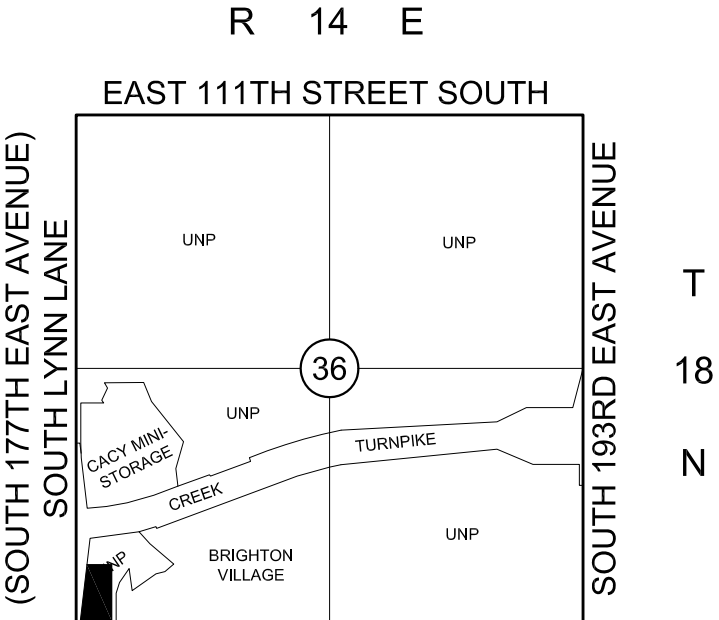 R 14 E
EAST 111TH STREET SOUTH
(SOUTH 177TH EAST AVENUE)
SOUTH LYNN LANE
SOUTH 193RD EAST AVENUE
T
18
N
UNP
UNP
36
UNP
CACY MINI-
STORAGE
TURNPIKE
CREEK
UNP
BRIGHTON
VILLAGE